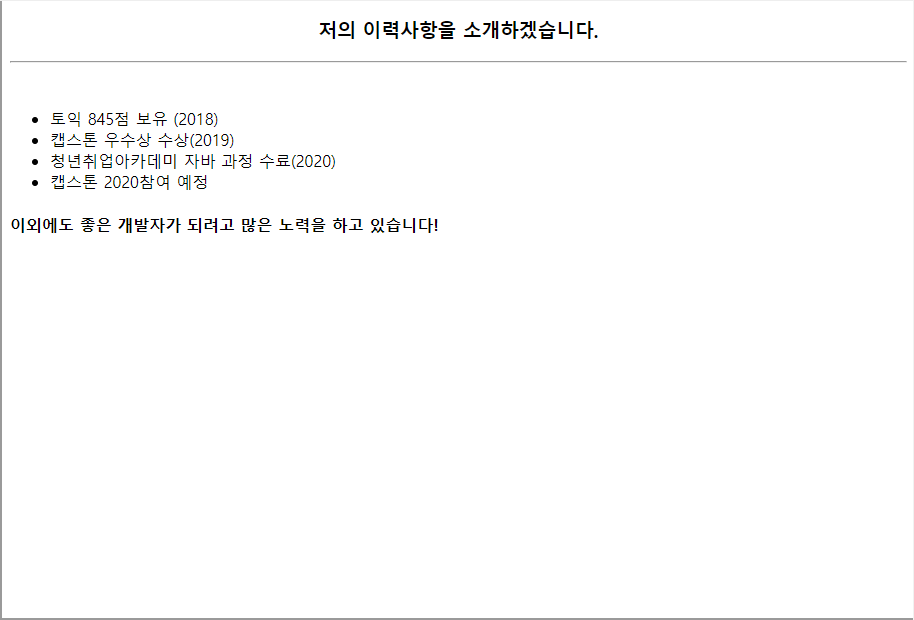 저의 이력사항을 소개하겠습니다.
토익 845점 보유 (2018)
캡스톤 우수상 수상(2019)
청년취업아카데미 자바 과정 수료(2020)
캡스톤 2020참여 예정
이외에도 좋은 개발자가 되려고 많은 노력을 하고 있습니다!